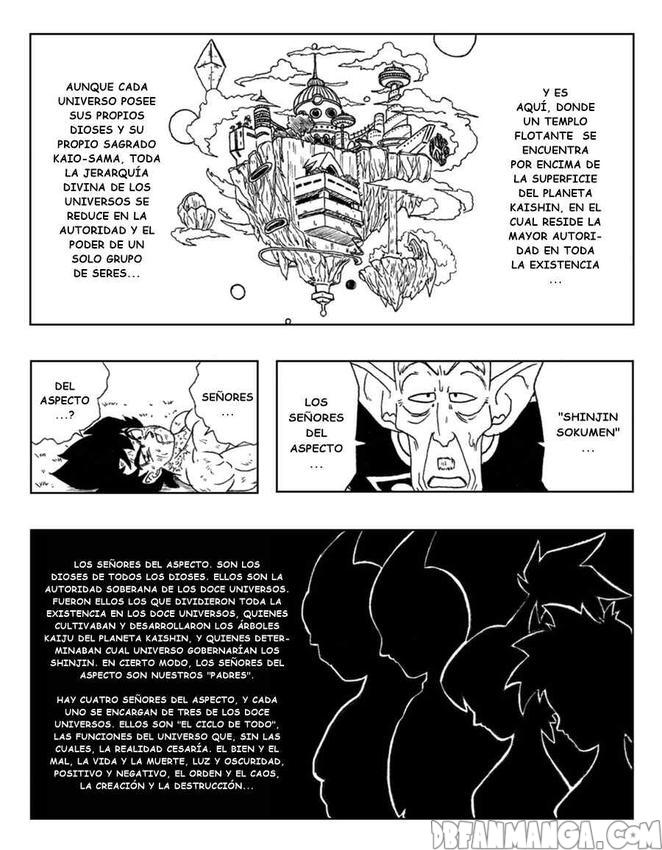 AUNQUE CADA
UNIVERSO POSEE
SUS PROPIOS
DIOSES Y SU
PROPIO SAGRADO
KAIO-SAMA, TODA
LA JERARQUÍA
DIVINA DE LOS
UNIVERSOS SE
REDUCE EN LA
AUTORIDAD Y EL
PODER DE UN
SOLO GRUPO
DE SERES...
Y ES
AQUÍ, DONDE
UN TEMPLO
FLOTANTE SE
ENCUENTRA
POR ENCIMA DE
LA SUPERFICIE
DEL PLANETA
KAISHIN, EN EL
CUAL RESIDE LA
MAYOR AUTORI-
DAD EN TODA
LA EXISTENCIA
...
DEL
ASPECTO
...?
SEÑORES
...
LOS
SEÑORES
DEL
ASPECTO
...
"SHINJIN
SOKUMEN"
...
LOS SEÑORES DEL ASPECTO. SON LOS
DIOSES DE TODOS LOS DIOSES. ELLOS SON LA
AUTORIDAD SOBERANA DE LOS DOCE UNIVERSOS.
FUERON ELLOS LOS QUE DIVIDIERON TODA LA
EXISTENCIA EN LOS DOCE UNIVERSOS, QUIENES
CULTIVABAN Y DESARROLLARON LOS ÁRBOLES
KAIJU DEL PLANETA KAISHIN, Y QUIENES DETER-
MINABAN CUAL UNIVERSO GOBERNARÍAN LOS
SHINJIN. EN CIERTO MODO, LOS SEÑORES DEL
ASPECTO SON NUESTROS "PADRES".
HAY CUATRO SEÑORES DEL ASPECTO, Y CADA
UNO SE ENCARGAN DE TRES DE LOS DOCE
UNIVERSOS. ELLOS SON "EL CICLO DE TODO",
LAS FUNCIONES DEL UNIVERSO QUE, SIN LAS
CUALES, LA REALIDAD CESARÍA. EL BIEN Y EL
MAL, LA VIDA Y LA MUERTE, LUZ Y OSCURIDAD,
POSITIVO Y NEGATIVO, EL ORDEN Y EL CAOS,
LA CREACIÓN Y LA DESTRUCCIÓN...
DBFANMANGA.COM